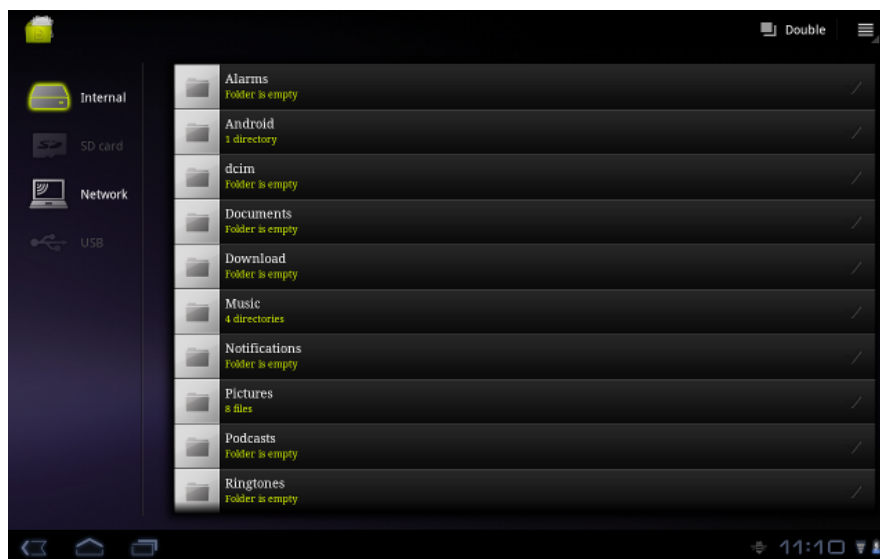 Double
Internal
SD card
Network
USB
Alarms
Folder is empty
Android
1 directory
dcim
Folder is empty
Documents
Folder is empty
Download
Folder is empty
Music
4 directories
Notifications
Folder is empty
Pictures
8 files
Podcasts
Folder is empty
Ringtones
Folder is empty
11:10